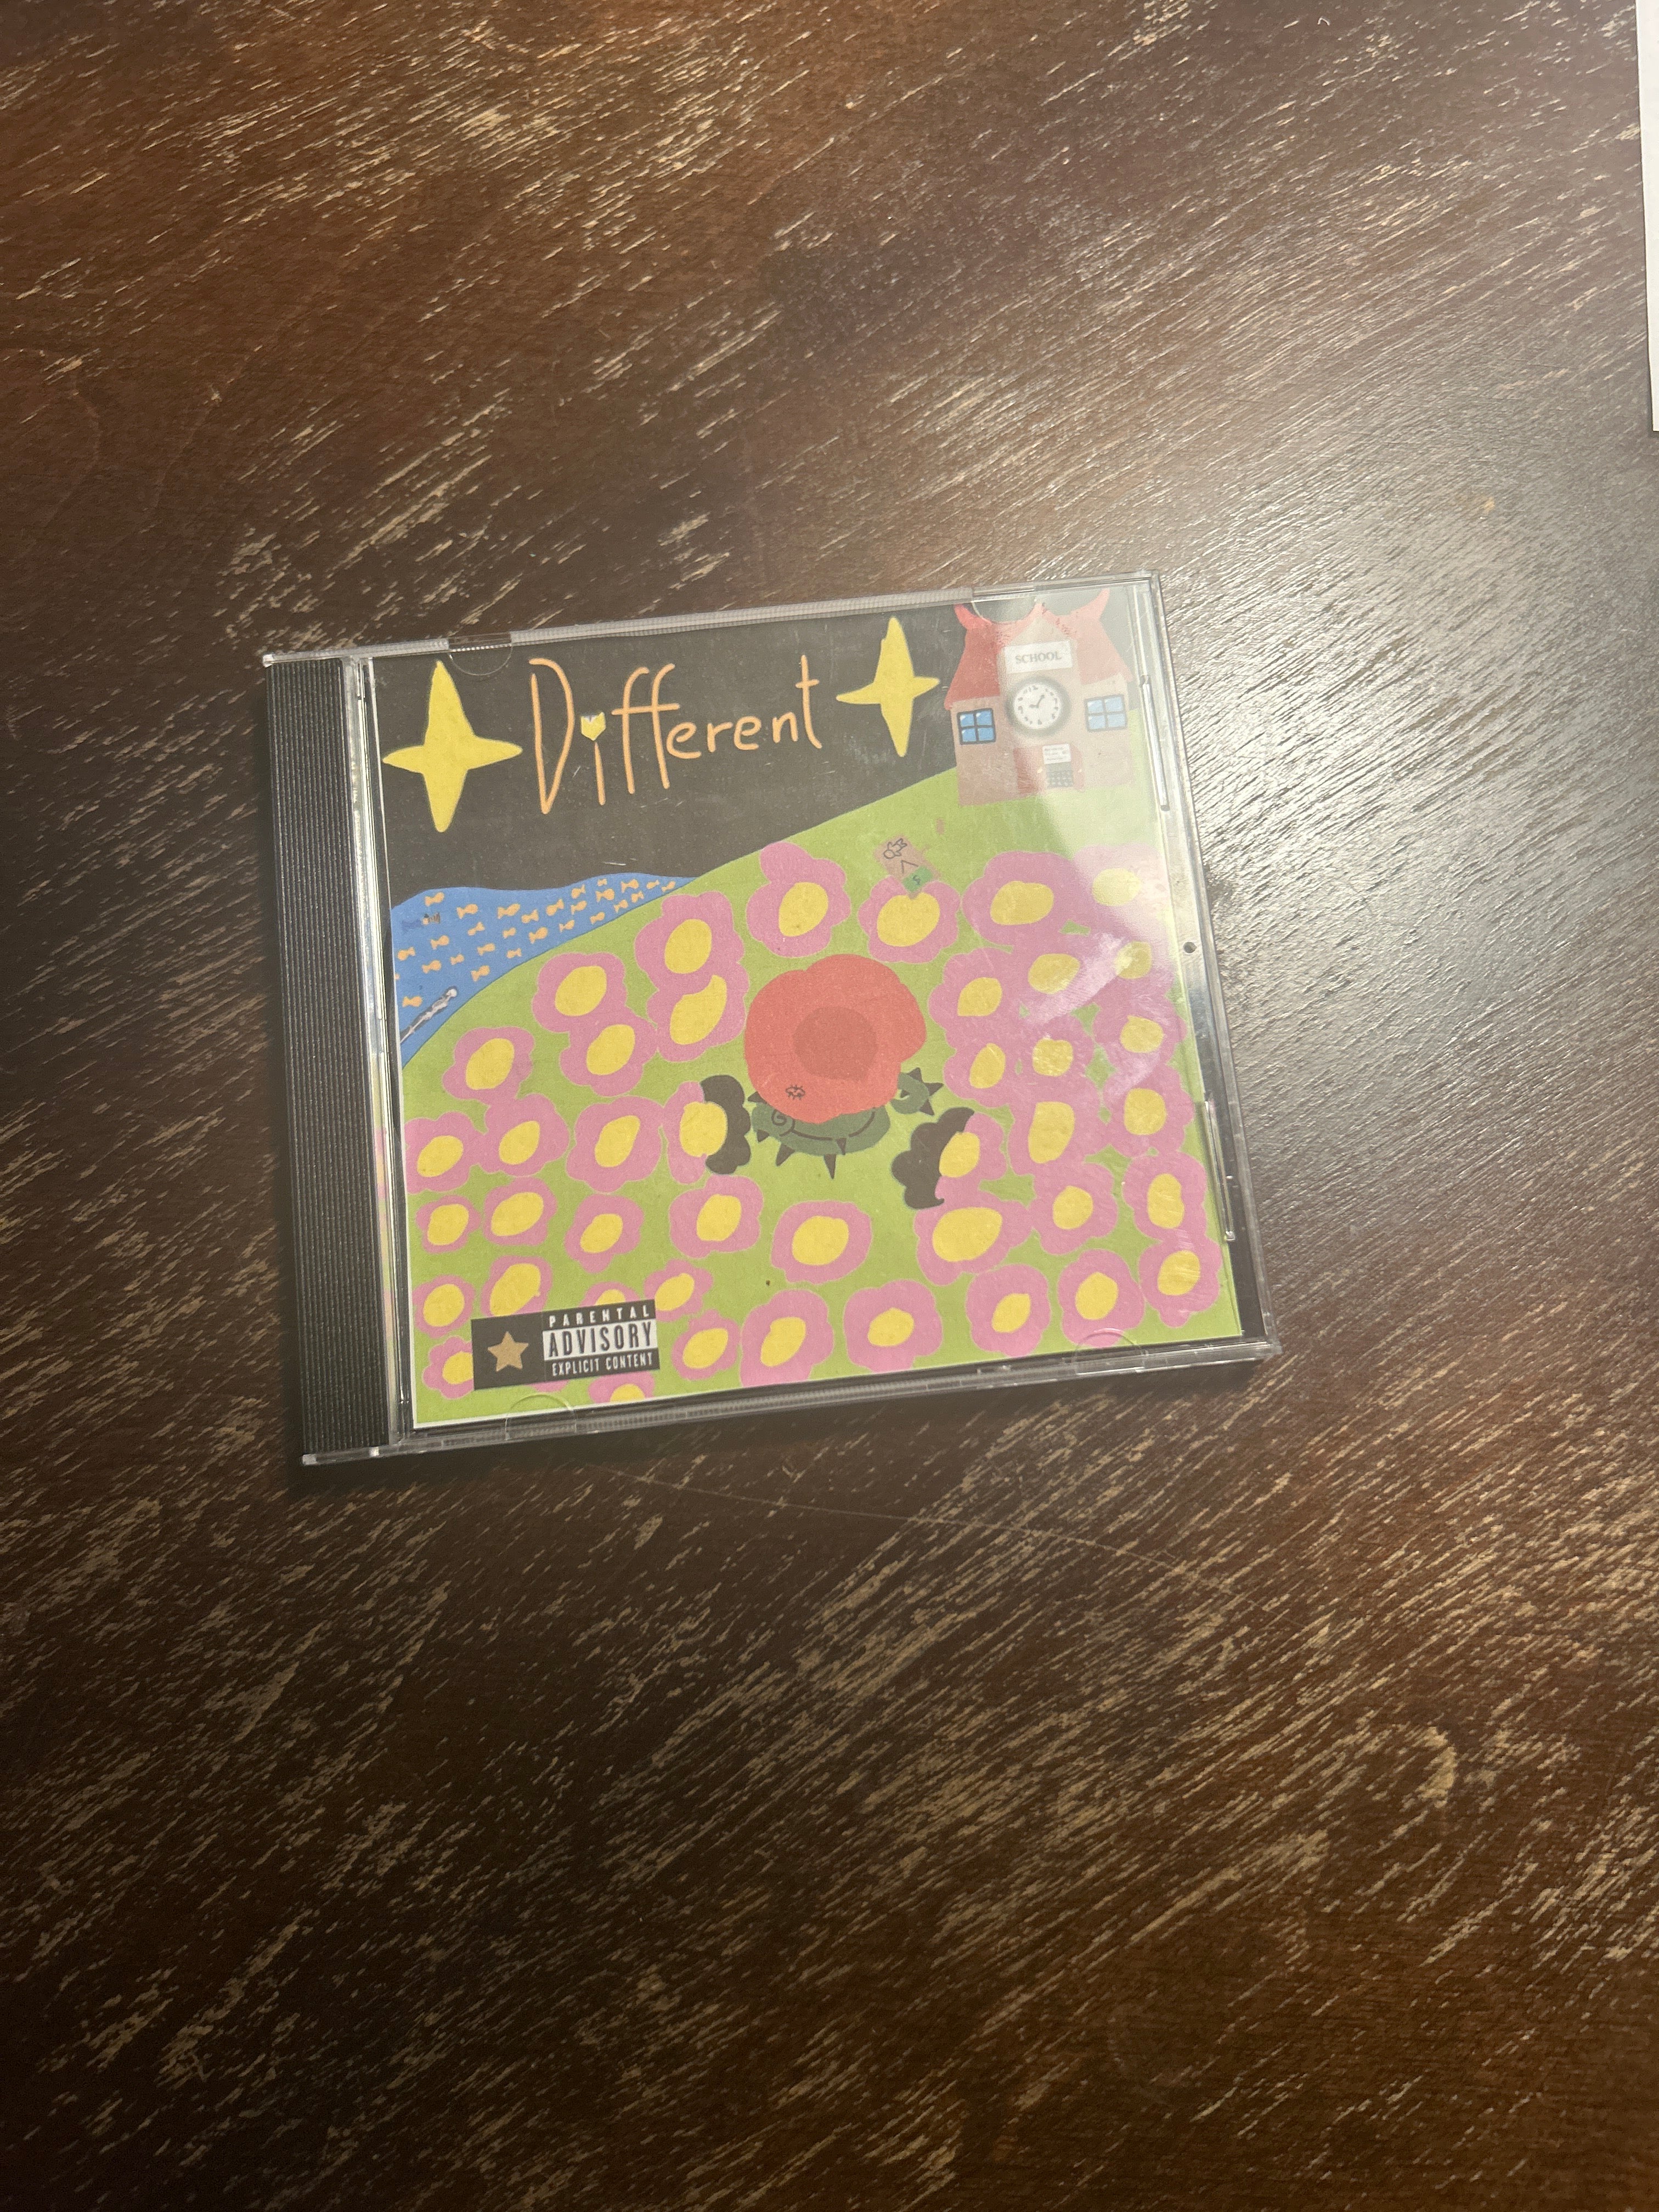 Different
SCHOOL
PARENTAL
ADVISORY
EXPLICIT CONTENT